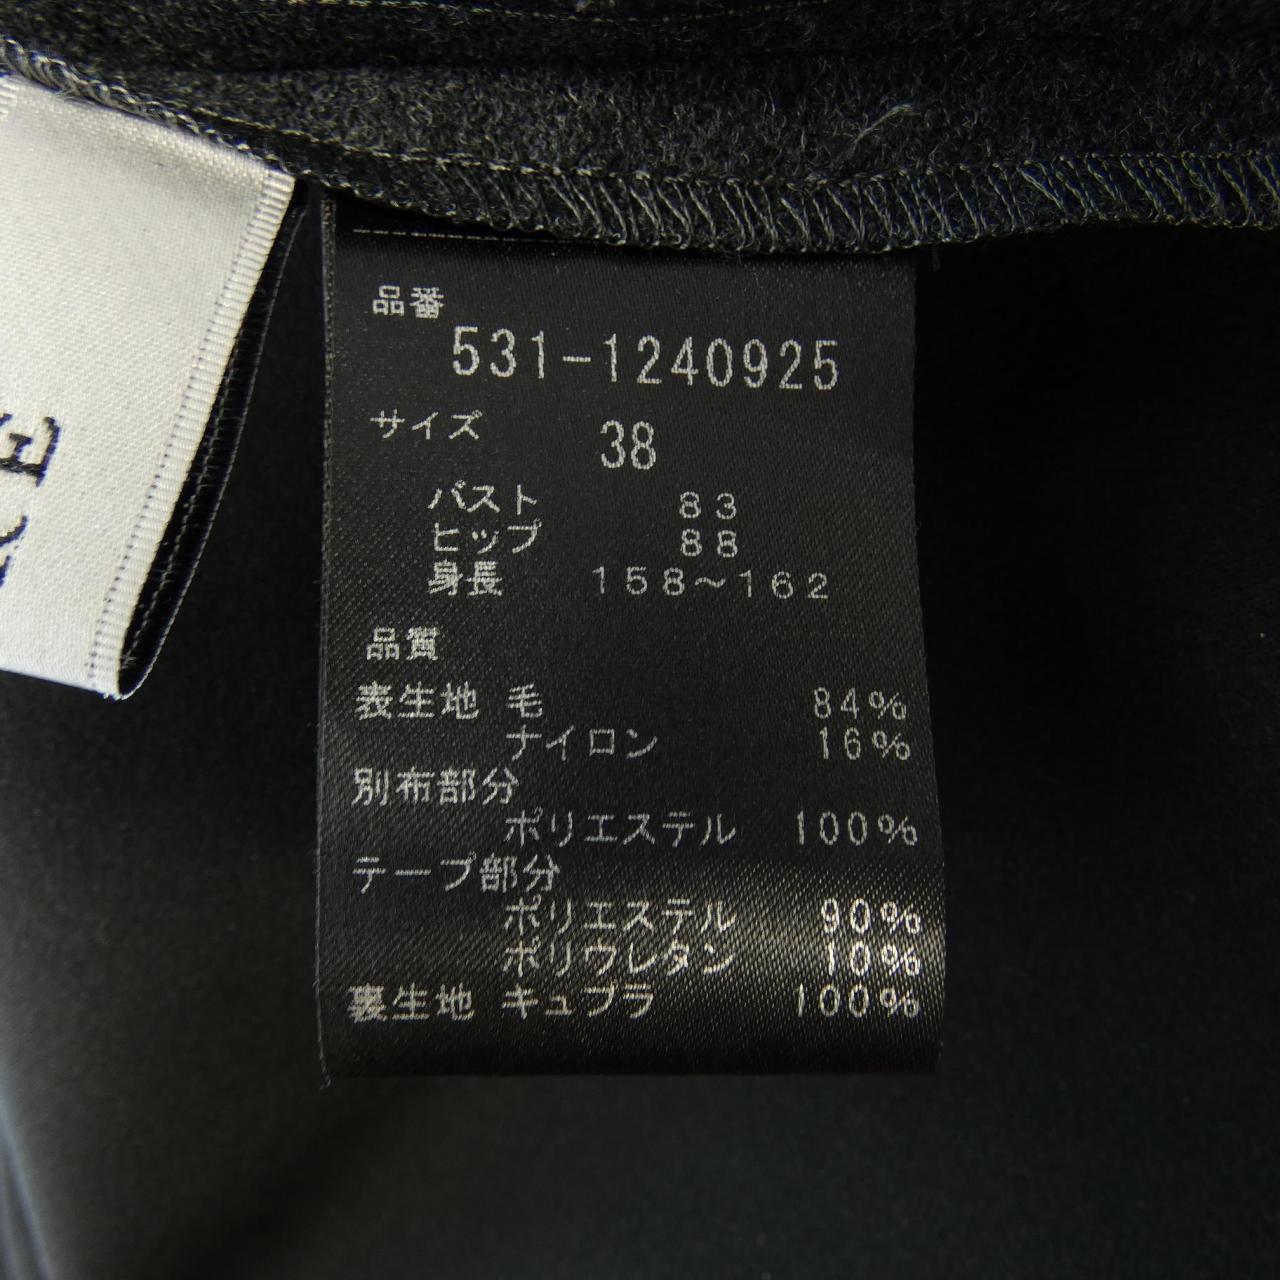 品番
531-1240925
サイズ 38
バスト 83
ヒップ 88
身長 158～162
品質
表生地 毛 84%
ナイロン 16%
別布部分
ポリエステル 100%
テープ部分
ポリエステル 90%
ポリウレタン 10%
裏生地 キュプラ 100%